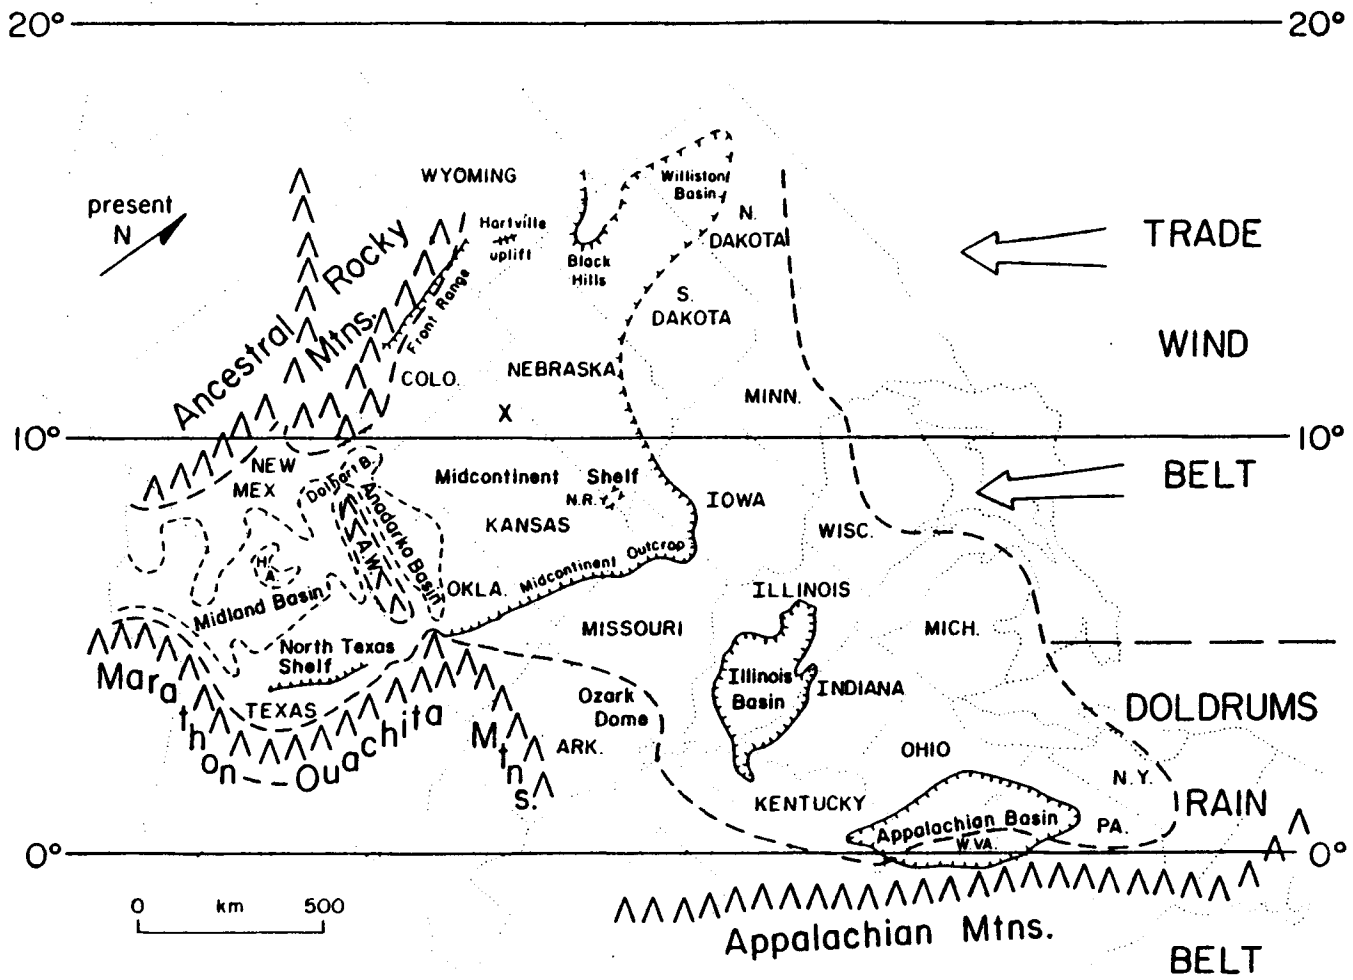 20°
20°
WYOMING
Williston
Basin
present
N
Hartville
uplift
Black
Hills
N.
DAKOTA
TRADE
Ancestral Rocky
Mtns.
Front Range
S.
DAKOTA
WIND
COLO.
NEBRASKA
MINN.
X
10°
10°
NEW
MEX
Dalhart B.
Anadarko Basin
A.W.
Midcontinent Shelf
N.R.Y.
KANSAS
IOWA
BELT
WISC.
H.
A.
Midland Basin
OKLA.
Midcontinent Outcrop
ILLINOIS
MISSOURI
MICH.
North Texas
Shelf
Illinois
Basin
INDIANA
TEXAS
Ozark
Dome
DOLDRUMS
Marathon - Ouachita Mtns.
ARK.
OHIO
N.Y.
KENTUCKY
RAIN
Appalachian Basin
PA.
W.VA.
0°
0°
0 km 500
Appalachian Mtns.
BELT